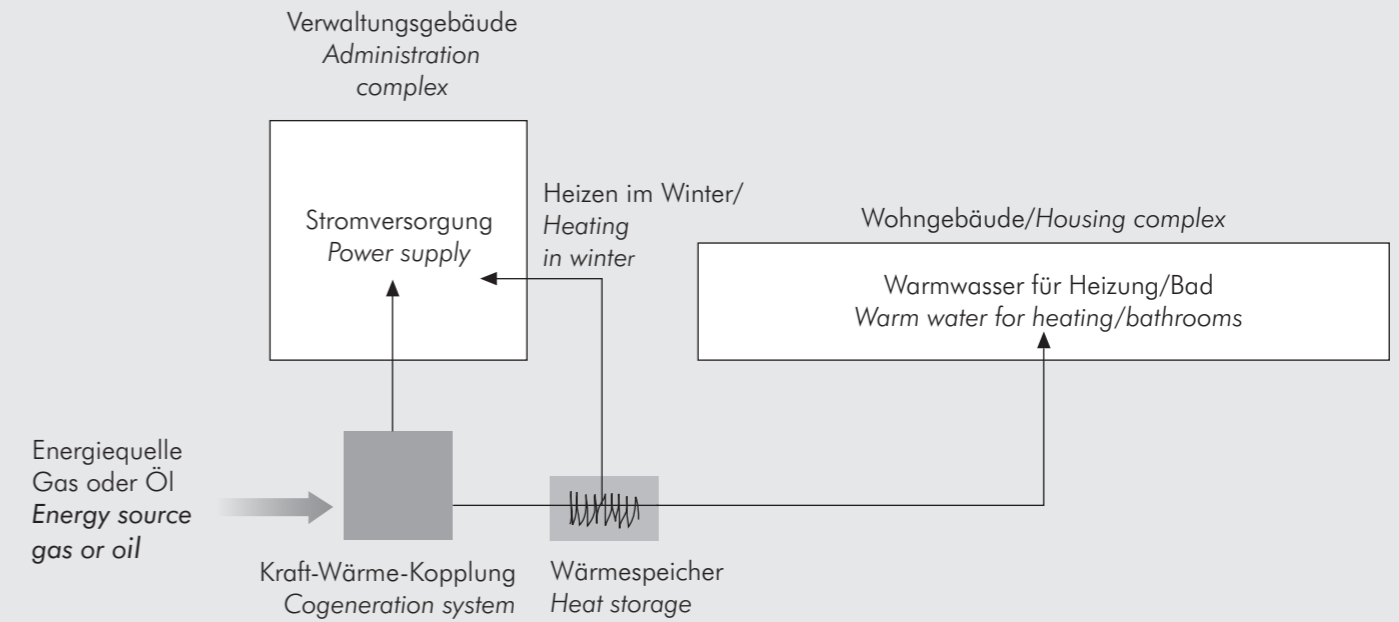 Verwaltungsgebäude
Administration
complex
Stromversorgung
Power supply
Heizen im Winter/
Heating
in winter
Wohngebäude/Housing complex
Warmwasser für Heizung/Bad
Warm water for heating/bathrooms
Energiequelle
Gas oder Öl
Energy source
gas or oil
Kraft-Wärme-Kopplung
Cogeneration system
Wärmespeicher
Heat storage